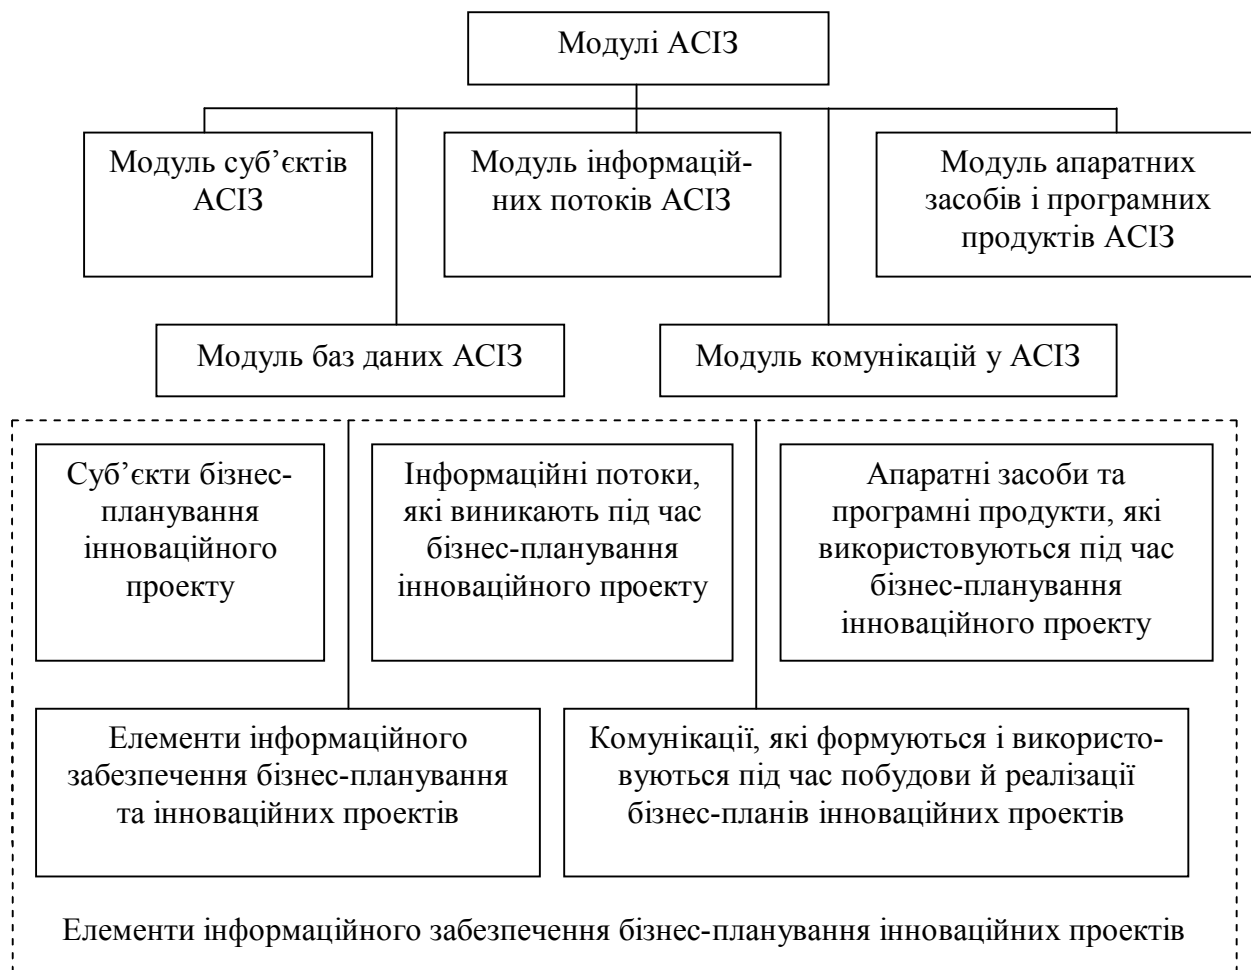 Модулі АСІЗ
Модуль суб’єктів
АСІЗ
Модуль інформацій-
них потоків АСІЗ
Модуль апаратних
засобів і програмних
продуктів АСІЗ
Модуль баз даних АСІЗ
Модуль комунікацій у АСІЗ
Суб’єкти бізнес-
планування
інноваційного
проекту
Інформаційні потоки,
які виникають під час
бізнес-планування
інноваційного проекту
Апаратні засоби та
програмні продукти, які
використовуються під час
бізнес-планування
інноваційного проекту
Елементи інформаційного
забезпечення бізнес-планування
та інноваційних проектів
Комунікації, які формуються і використо-
вуються під час побудови й реалізації
бізнес-планів інноваційних проектів
Елементи інформаційного забезпечення бізнес-планування інноваційних проектів